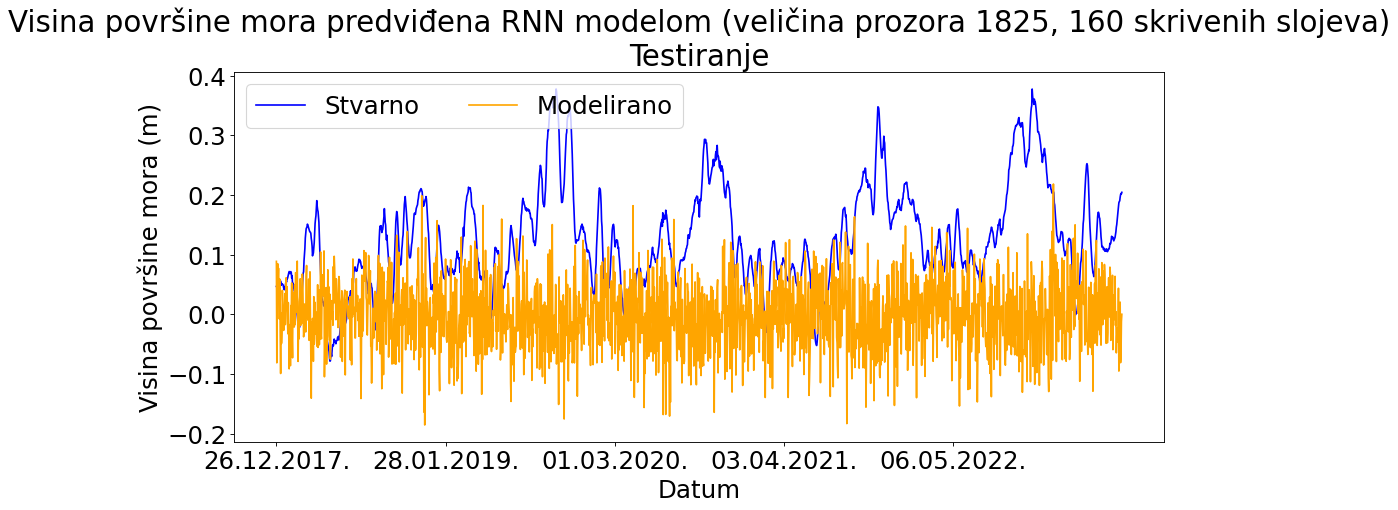 Visina površine mora predviđena RNN modelom (veličina prozora 1825, 160 skrivenih slojeva)
Testiranje
Stvarno
Modelirano
Visina površine mora (m)
0.4
0.3
0.2
0.1
0.0
−0.1
−0.2
26.12.2017.
28.01.2019.
01.03.2020.
03.04.2021.
06.05.2022.
Datum